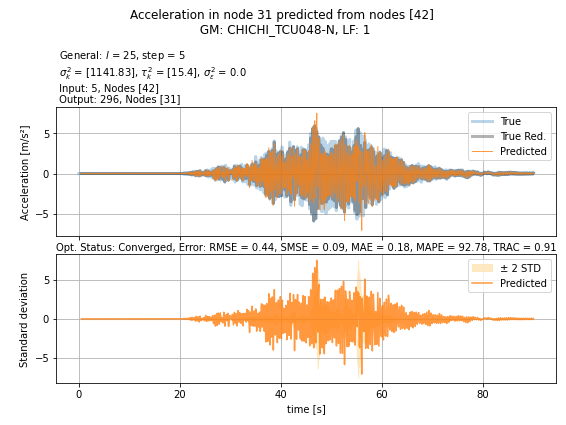 Acceleration in node 31 predicted from nodes [42]
GM: CHICHI_TCU048-N, LF: 1
General: l = 25, step = 5
σ²ₖ = [1141.83], τ²ₖ = [15.4], σ²_ε = 0.0
Input: 5, Nodes [42]
Output: 296, Nodes [31]
True
True Red.
Predicted
5
0
−5
Acceleration [m/s²]
Opt. Status: Converged, Error: RMSE = 0.44, SMSE = 0.09, MAE = 0.18, MAPE = 92.78, TRAC = 0.91
± 2 STD
Predicted
5
0
−5
Standard deviation
0 20 40 60 80
time [s]